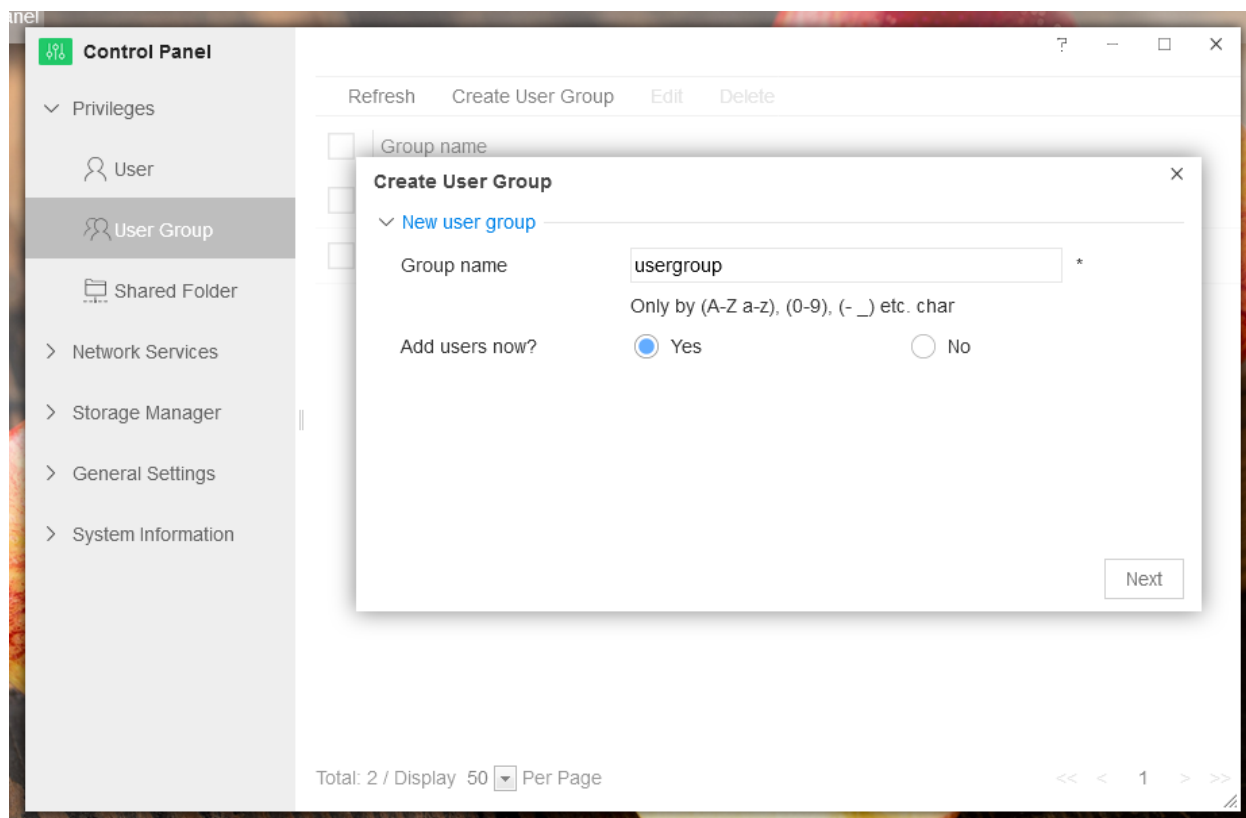 Control Panel
Privileges
User
User Group
Shared Folder
Network Services
Storage Manager
General Settings
System Information
?
Refresh Create User Group Edit Delete
Group name
Create User Group
New user group
Group name usergroup *
Only by (A-Z a-z), (0-9), (- _) etc. char
Add users now? Yes No
Next
Total: 2 / Display 50 Per Page << < 1 > >>